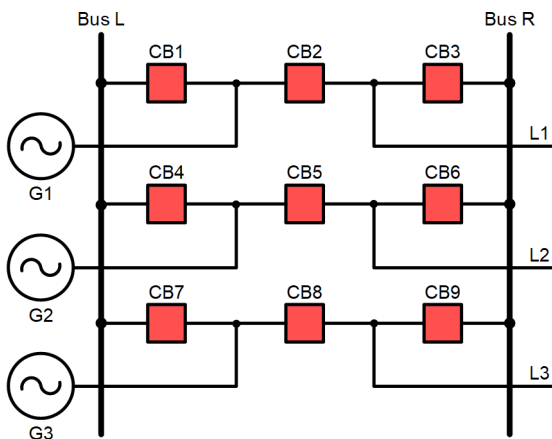 Bus L
Bus R
CB1
CB2
CB3
L1
G1
CB4
CB5
CB6
L2
G2
CB7
CB8
CB9
L3
G3